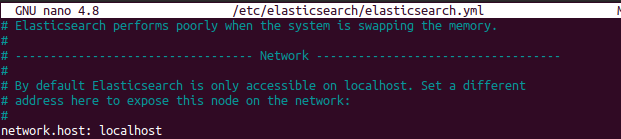 GNU nano 4.8 /etc/elasticsearch/elasticsearch.yml
# Elasticsearch performs poorly when the system is swapping the memory.
#
# ---------------------------------- Network -----------------------------------
#
# By default Elasticsearch is only accessible on localhost. Set a different
# address here to expose this node on the network:
#
network.host: localhost